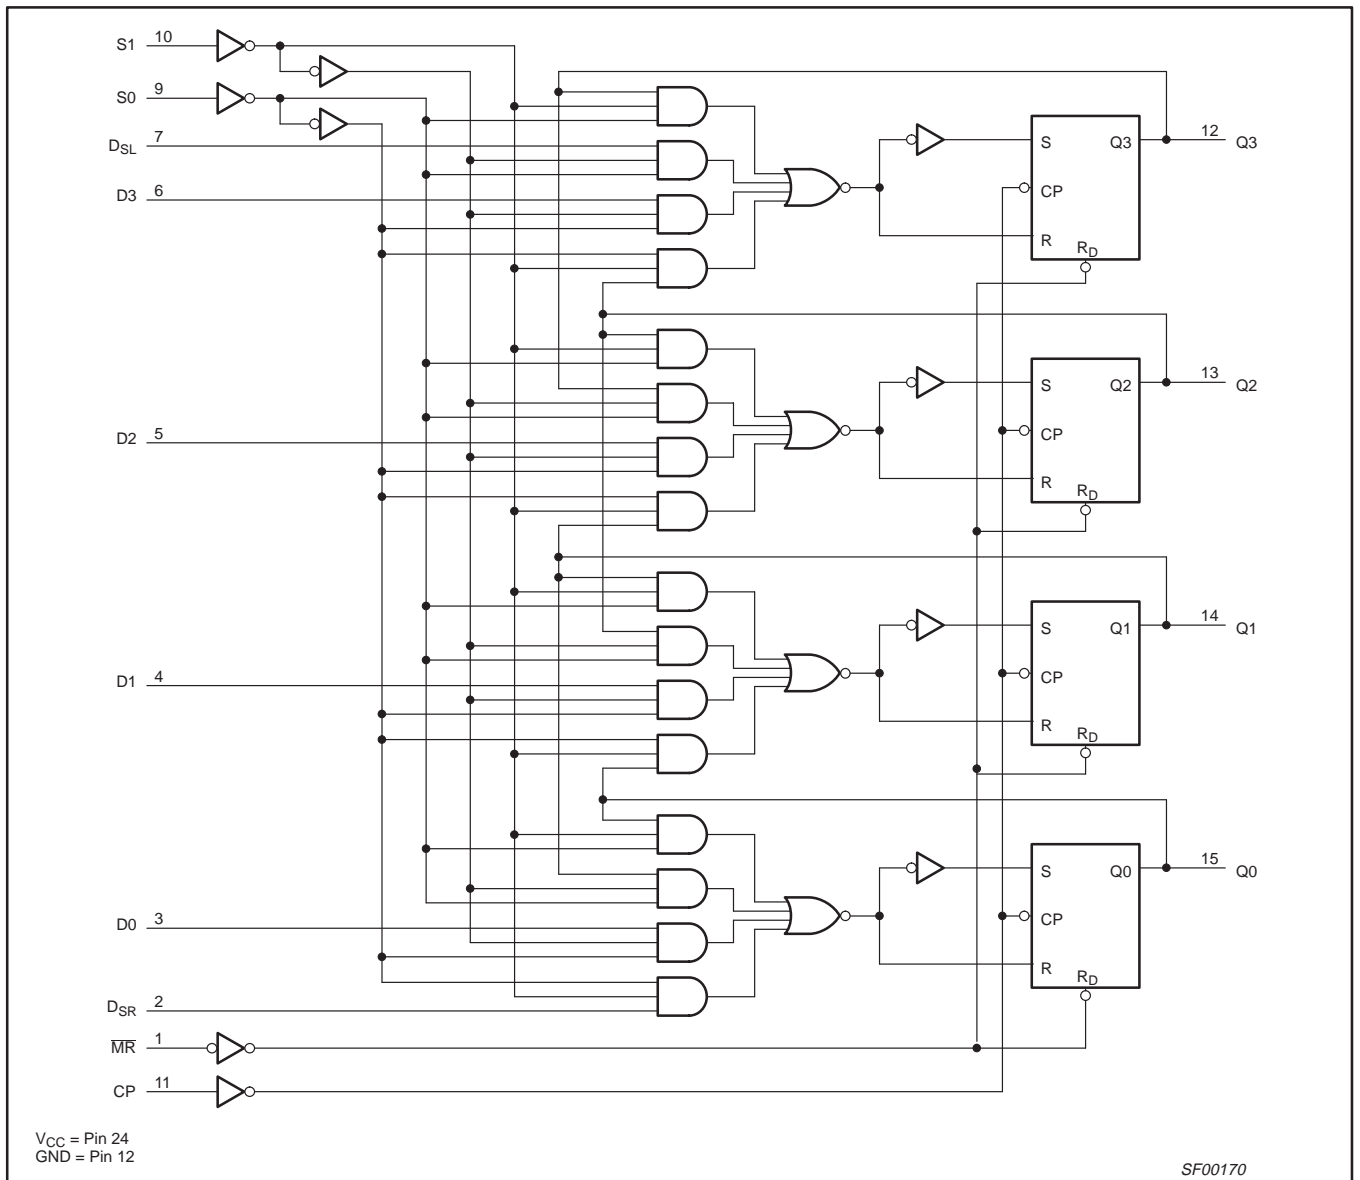 S1 10
S0 9
DSL 7
D3 6
S Q3 12 Q3
CP
R
RD
S Q2 13 Q2
D2 5
CP
R
RD
S Q1 14 Q1
D1 4
CP
R
RD
S Q0 15 Q0
D0 3
CP
R
RD
DSR 2
M̅R̅ 1
CP 11
VCC = Pin 24
GND = Pin 12
SF00170